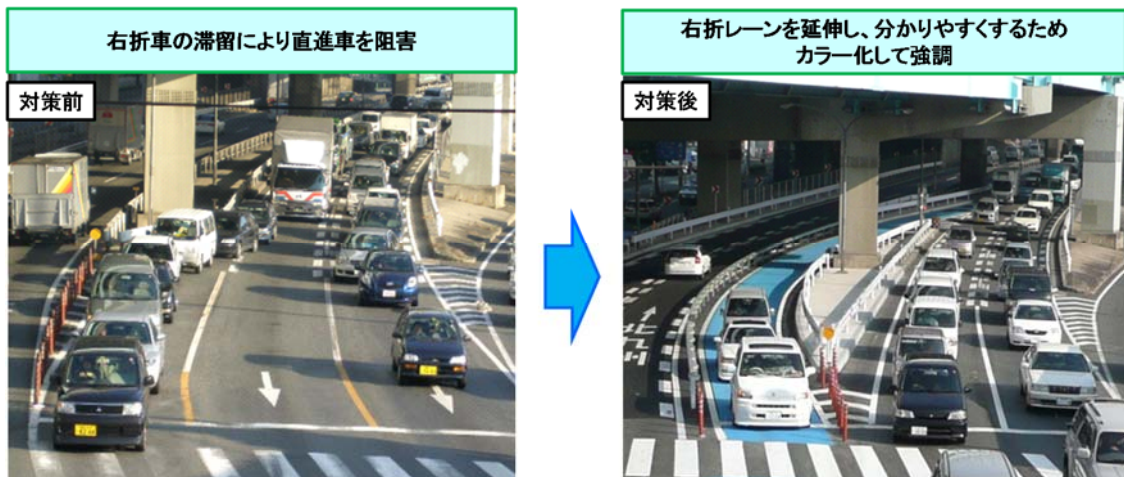 右折車の滞留により直進車を阻害
対策前
右折レーンを延伸し、分かりやすくするため
カラー化して強調
対策後